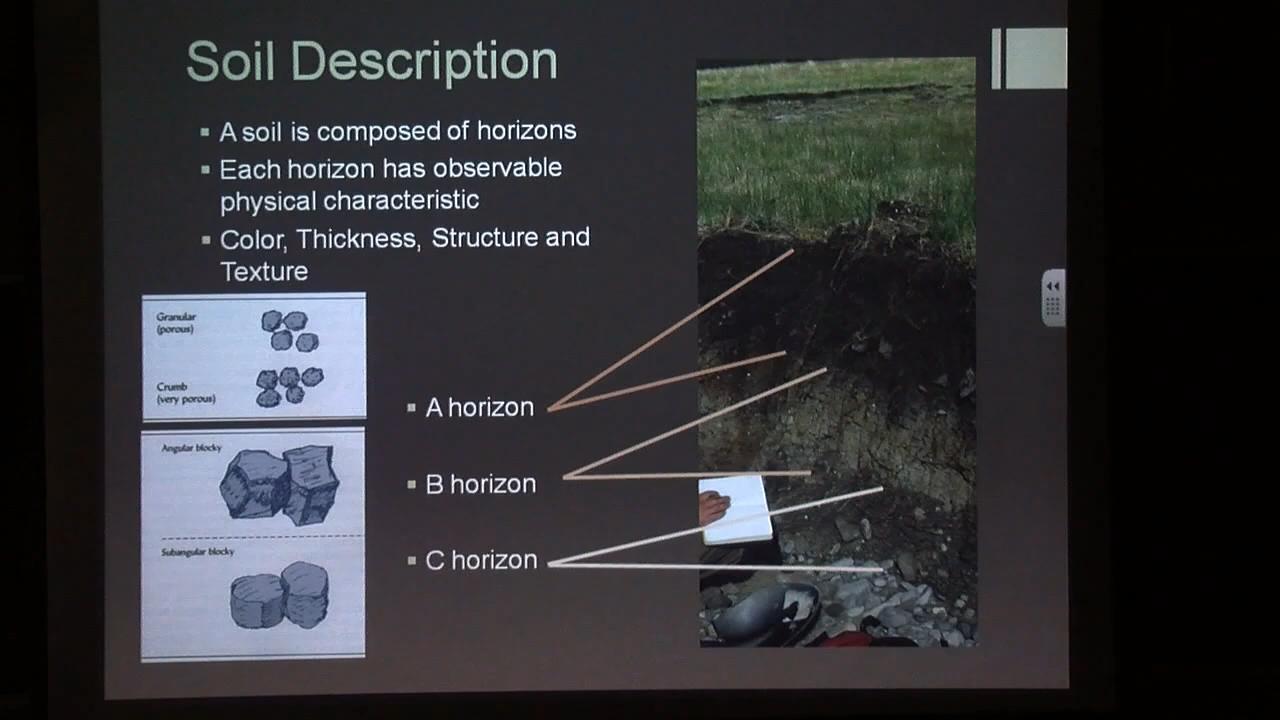 Soil Description
▪ A soil is composed of horizons
▪ Each horizon has observable
physical characteristic
▪ Color, Thickness, Structure and
Texture
Granular
(porous)
Crumb
(very porous)
Angular blocky
Subangular blocky
▪ A horizon
▪ B horizon
▪ C horizon